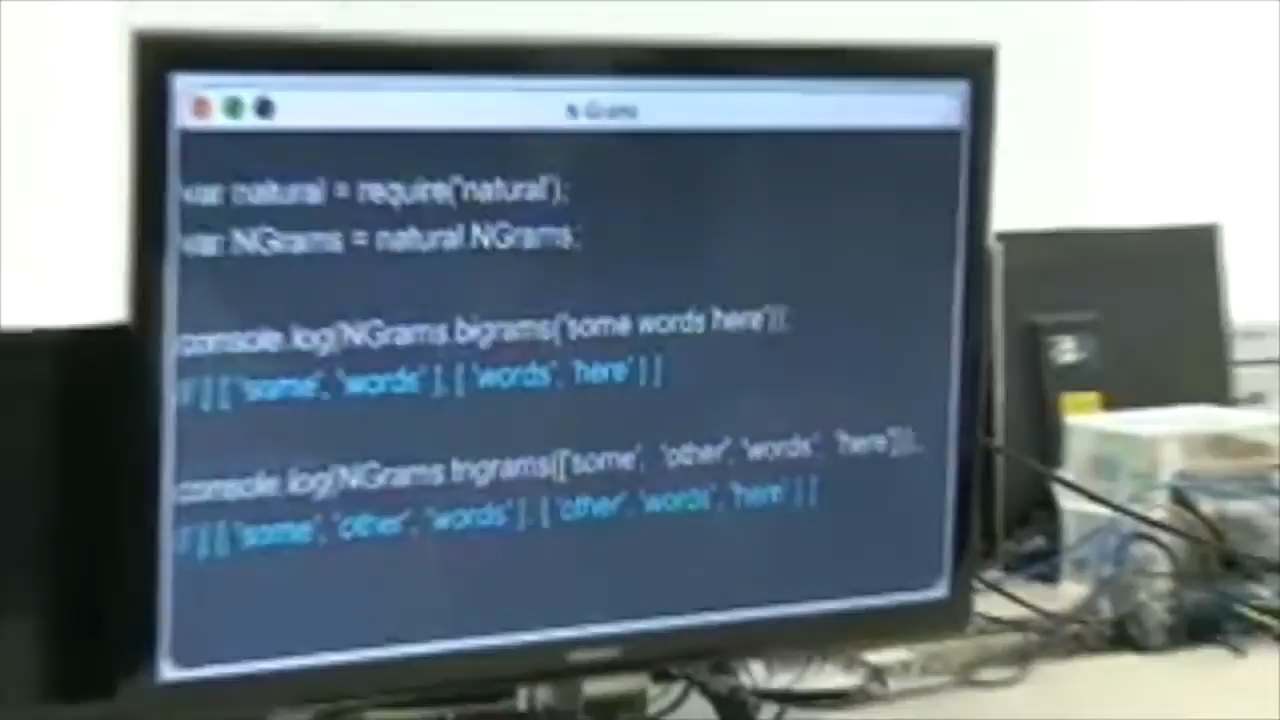 N Grams
var natural = require('natural');
var NGrams = natural.NGrams;
console.log(NGrams.bigrams('some words here'));
// [ [ 'some', 'words' ], [ 'words', 'here' ] ]
console.log(NGrams.trigrams(['some', 'other', 'words', 'here']));
// [ [ 'some', 'other', 'words' ], [ 'other', 'words', 'here' ] ]